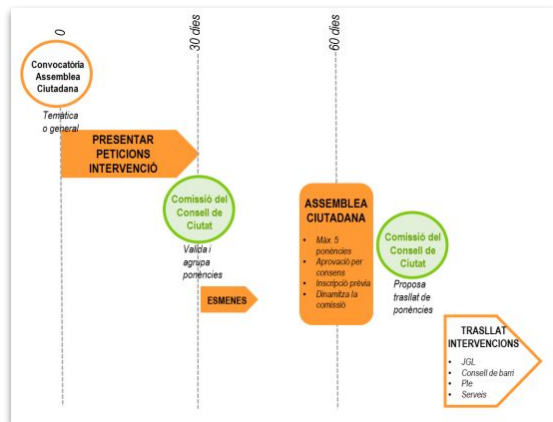 0
30 dies
60 dies
Convocatòria
Assemblea
Ciutadana
Temàtica
o general
PRESENTAR
PETICIONS
INTERVENCIÓ
Comissió del
Consell de
Ciutat
Valida i
agrupa
ponències
ESMENES
ASSEMBLEA
CIUTADANA
• Màx. 5
ponències
• Aprovació per
consens
• Inscripció prèvia
• Dinamitza la
comissió
Comissió del
Consell de
Ciutat
Proposa
trasllat de
ponències
TRASLLAT
INTERVENCIONS
• JGL
• Consell de barri
• Ple
• Serveis